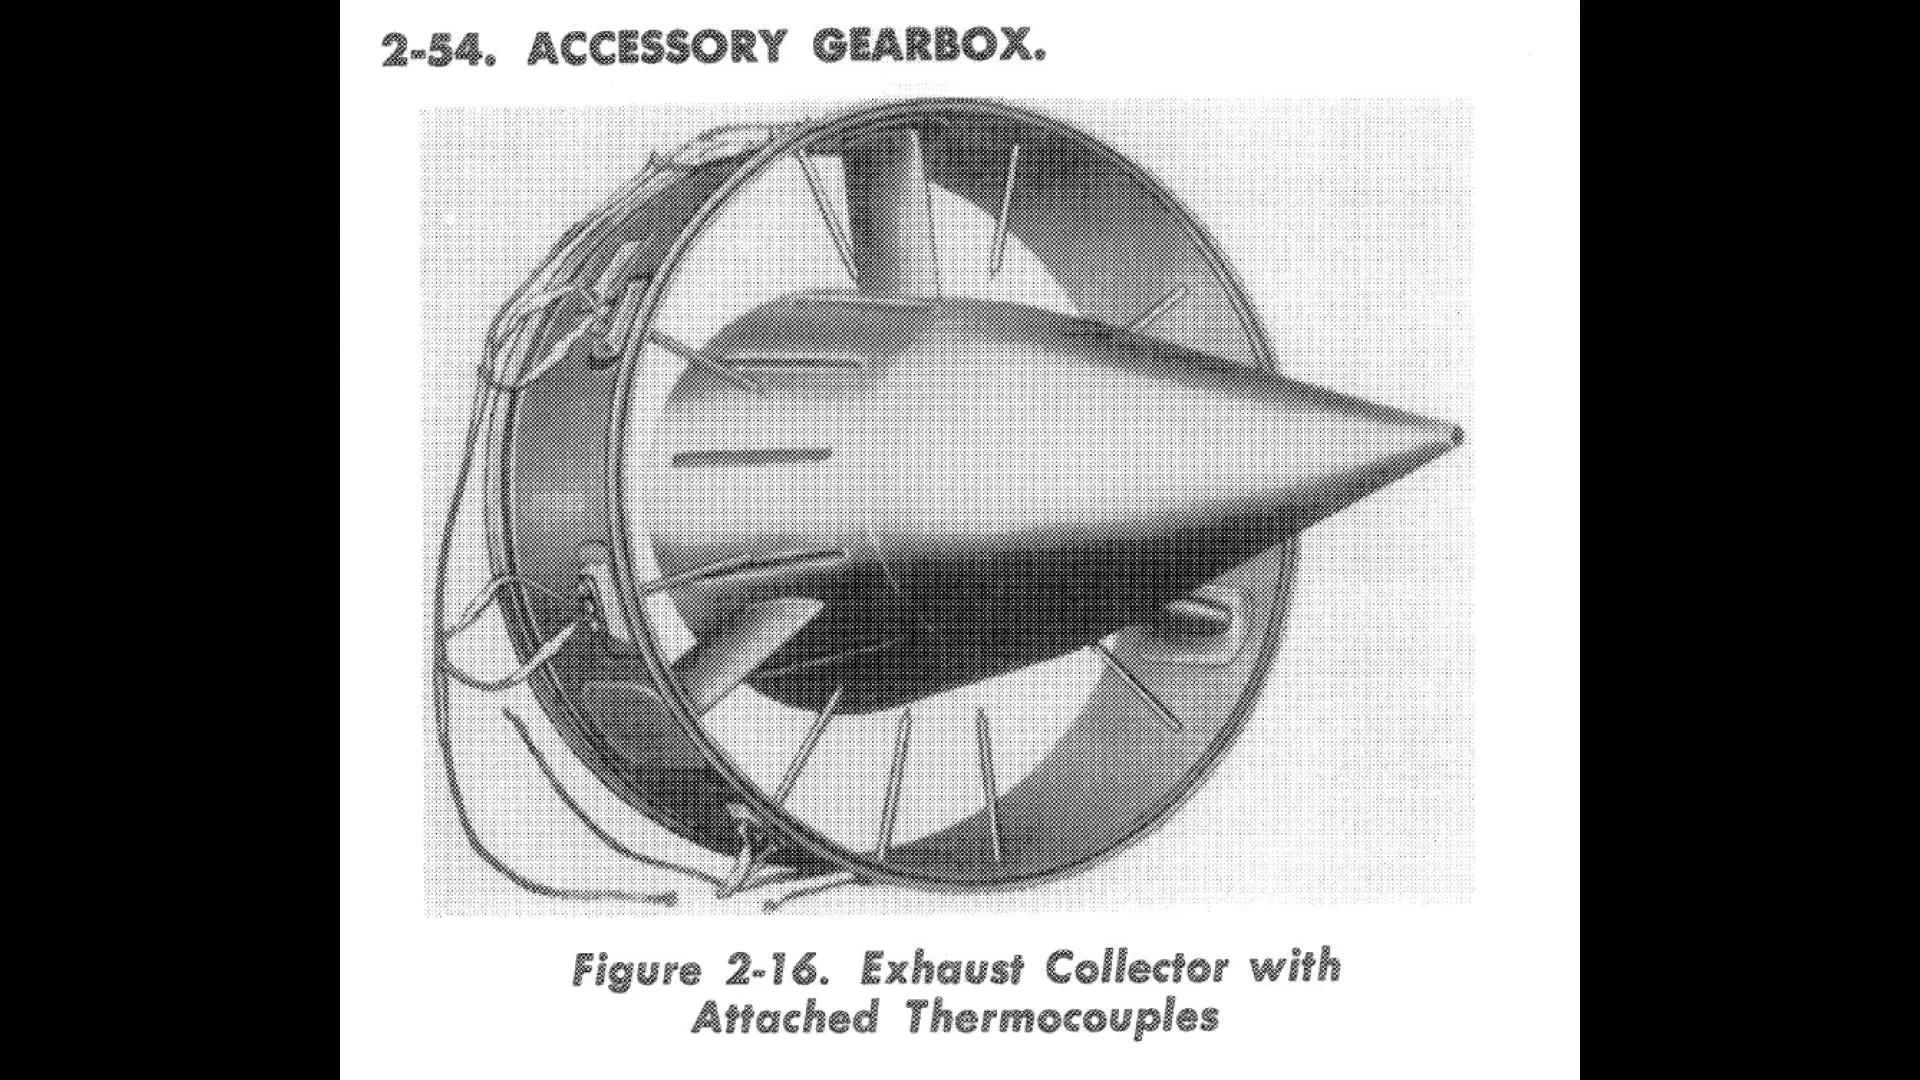 2-54. ACCESSORY GEARBOX.
Figure 2-16. Exhaust Collector with
Attached Thermocouples